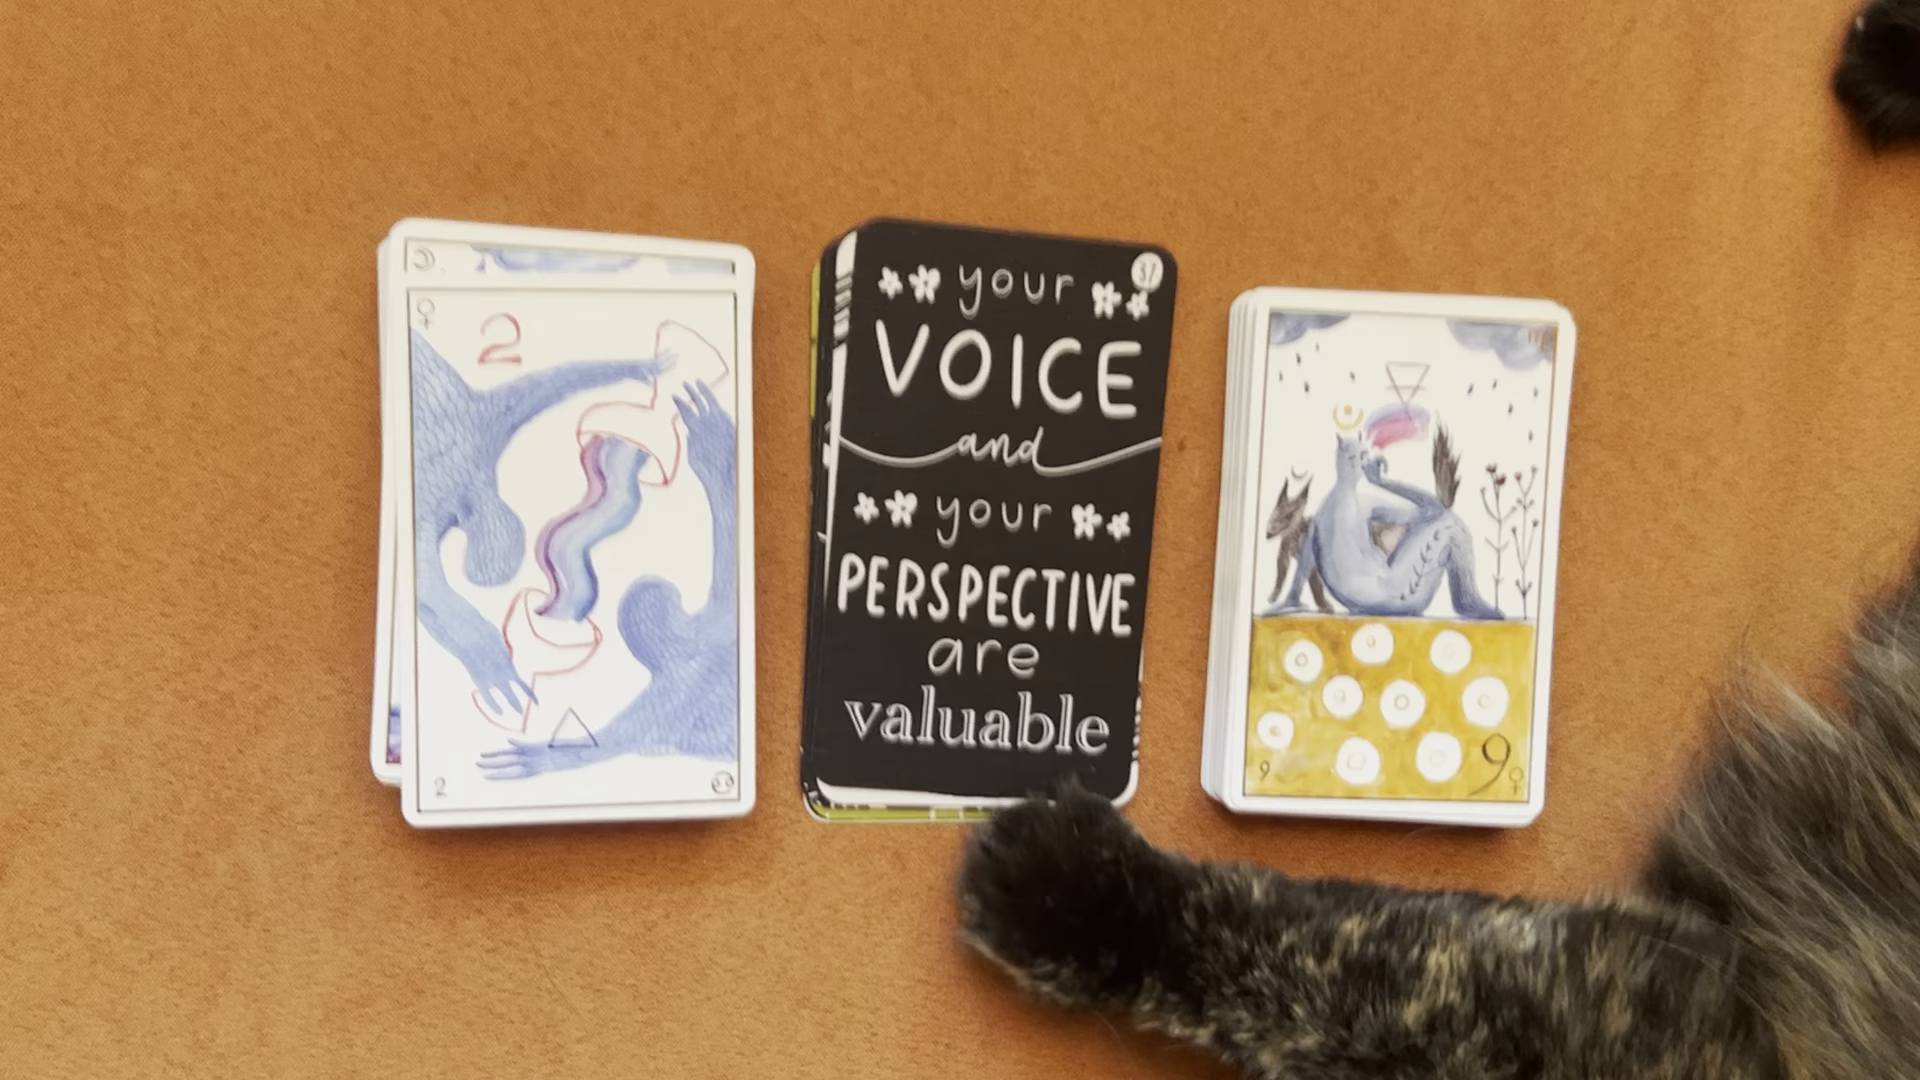 2
2
37
your
VOICE
and
your
PERSPECTIVE
are
valuable
9
9